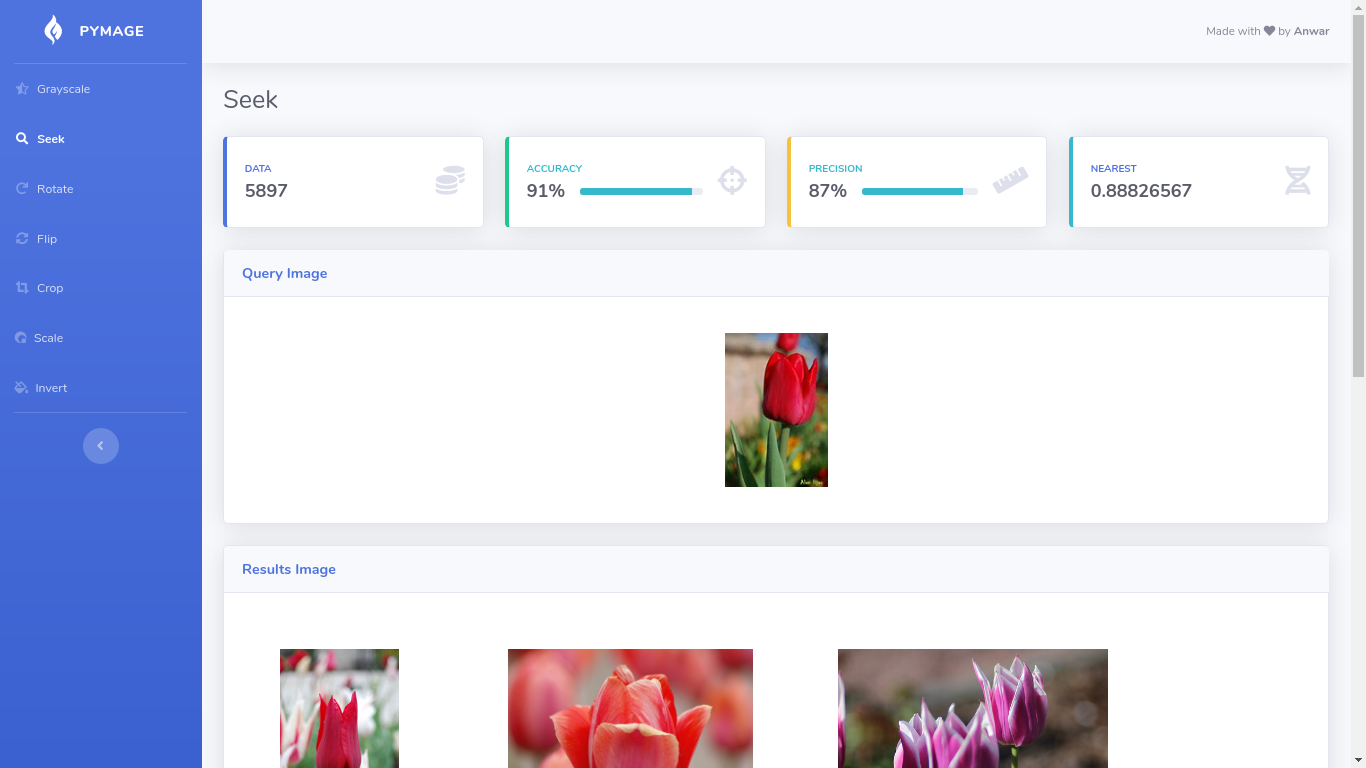 PYMAGE
Made with by Anwar
Grayscale
Seek
Rotate
Flip
Crop
Scale
Invert
Seek
DATA
5897
ACCURACY
91%
PRECISION
87%
NEAREST
0.88826567
Query Image
Results Image